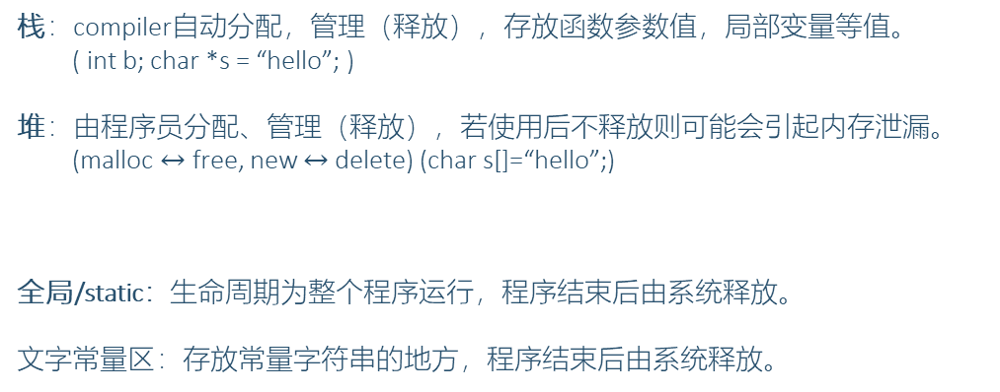 栈：compiler自动分配，管理（释放），存放函数参数值，局部变量等值。
( int b; char *s = “hello”; )
堆：由程序员分配、管理（释放），若使用后不释放则可能会引起内存泄漏。
(malloc ↔ free, new ↔ delete) (char s[]=“hello”;)
全局/static：生命周期为整个程序运行，程序结束后由系统释放。
文字常量区：存放常量字符串的地方，程序结束后由系统释放。